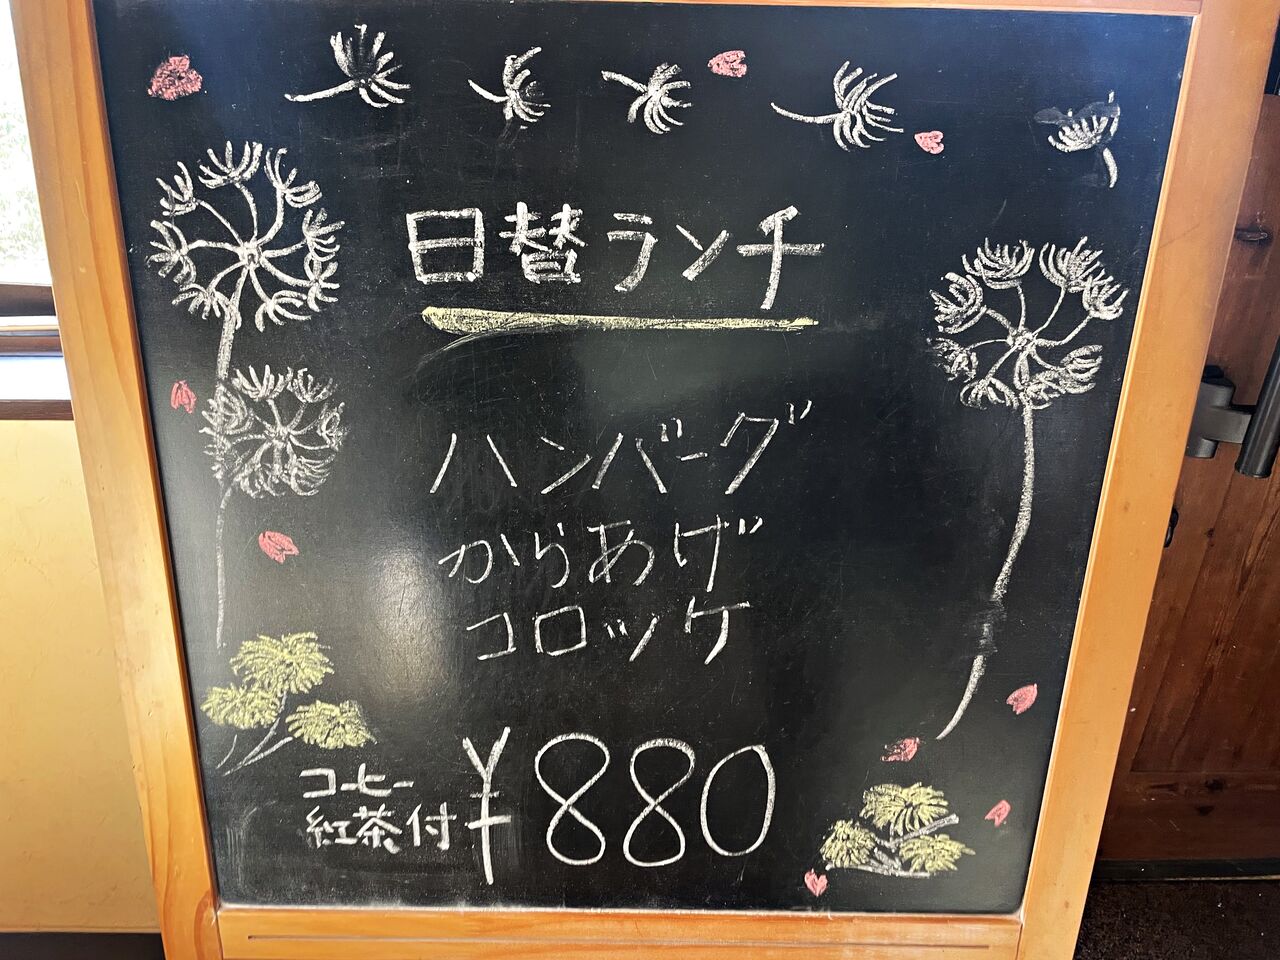 日替ランチ
ハンバーグ
からあげ
コロッケ
コーヒー
紅茶付
¥880